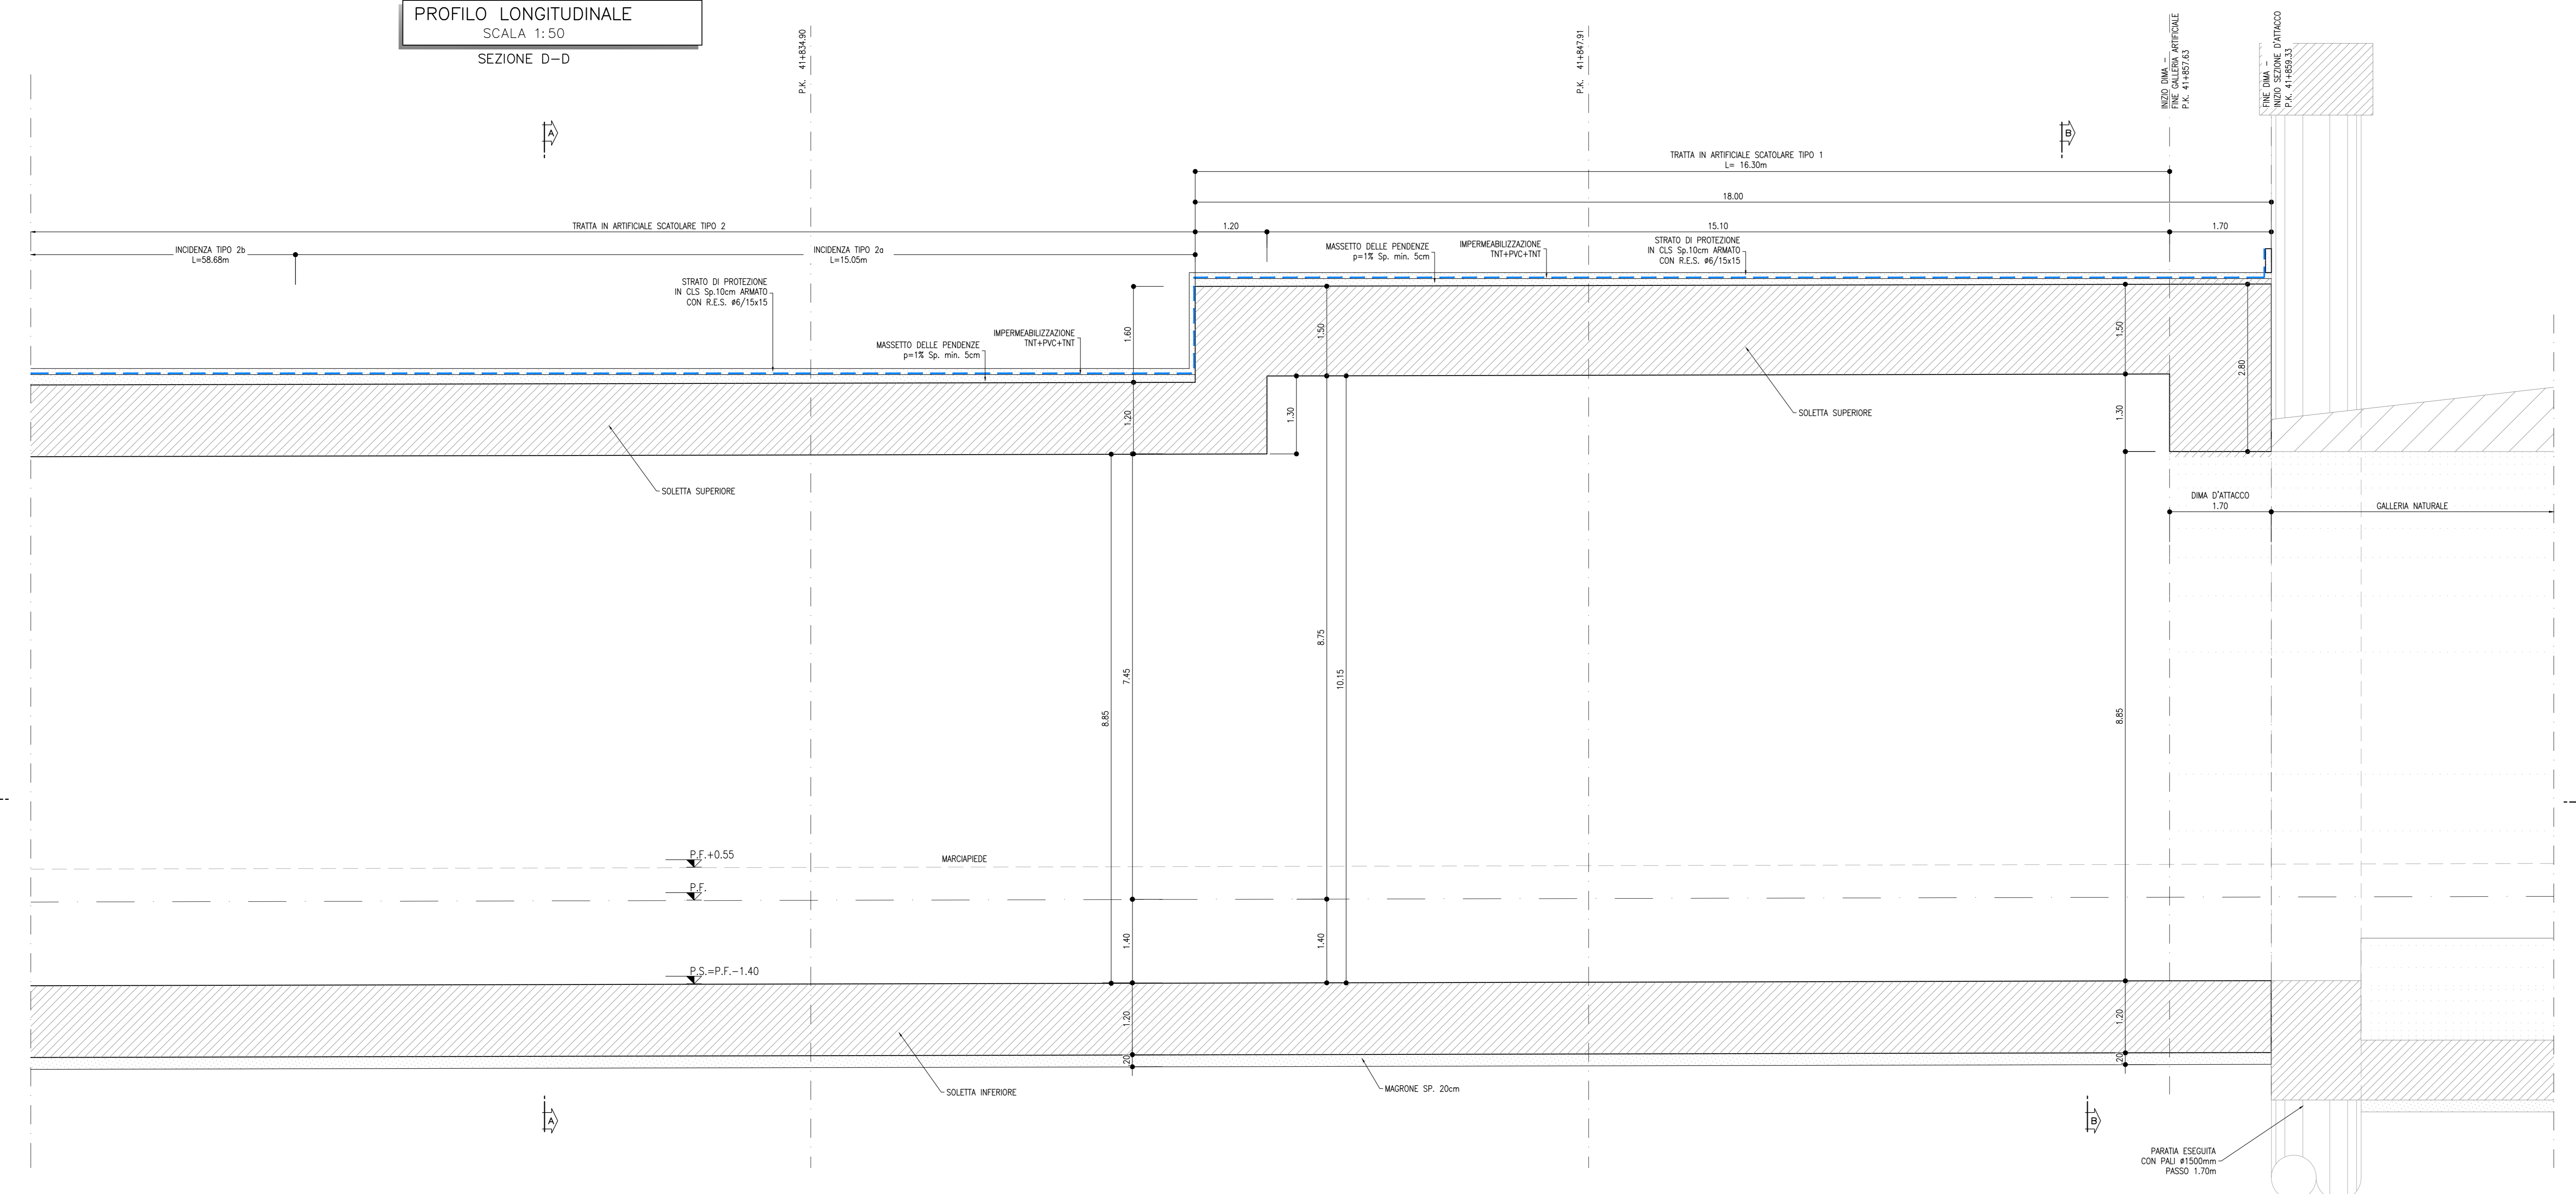 PROFILO LONGITUDINALE
SCALA 1:50
SEZIONE D-D
P.K. 41+834.90
P.K. 41+847.91
INIZIO DIMA -
FINE GALLERIA ARTIFICIALE
P.K. 41+857.63
FINE DIMA -
INIZIO SEZIONE D'ATTACCO
P.K. 41+859.33
A
B
TRATTA IN ARTIFICIALE SCATOLARE TIPO 1
L= 16.30m
18.00
TRATTA IN ARTIFICIALE SCATOLARE TIPO 2
1.20
15.10
1.70
INCIDENZA TIPO 2b
L=58.68m
INCIDENZA TIPO 2a
L=15.05m
MASSETTO DELLE PENDENZE
p=1% Sp. min. 5cm
IMPERMEABILIZZAZIONE
TNT+PVC+TNT
STRATO DI PROTEZIONE
IN CLS Sp.10cm ARMATO
CON R.E.S. ø6/15x15
STRATO DI PROTEZIONE
IN CLS Sp.10cm ARMATO
CON R.E.S. ø6/15x15
MASSETTO DELLE PENDENZE
p=1% Sp. min. 5cm
IMPERMEABILIZZAZIONE
TNT+PVC+TNT
1.60
1.50
1.50
2.80
1.20
1.30
1.30
SOLETTA SUPERIORE
SOLETTA SUPERIORE
DIMA D'ATTACCO
1.70
GALLERIA NATURALE
8.85
7.45
8.75
10.15
8.85
P.F.+0.55
MARCIAPIEDE
P.F.
1.40
1.40
P.S.=P.F.-1.40
1.20
1.20
.20
.20
SOLETTA INFERIORE
MAGRONE SP. 20cm
A
B
PARATIA ESEGUITA
CON PALI ø1500mm
PASSO 1.70m